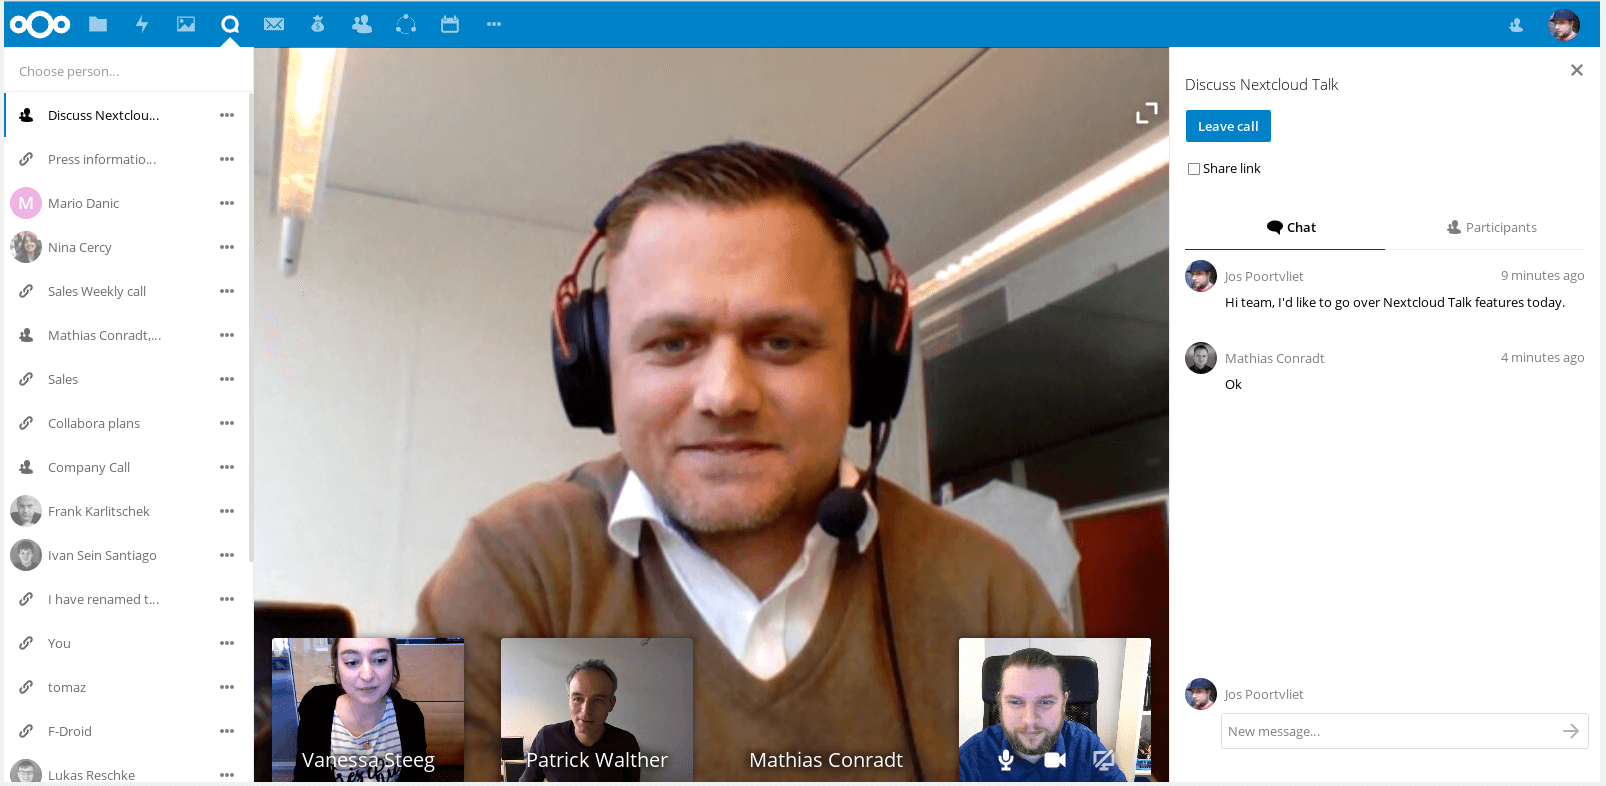 Choose person...
Discuss Nextclou...
Press informatio...
M Mario Danic
Nina Cercy
Sales Weekly call
Mathias Conradt,...
Sales
Collabora plans
Company Call
Frank Karlitschek
Ivan Sein Santiago
I have renamed t...
You
tomaz
F-Droid
Lukas Reschke
Vanessa Steeg
Patrick Walther
Mathias Conradt
Discuss Nextcloud Talk
Leave call
Share link
Chat
Participants
Jos Poortvliet 9 minutes ago
Hi team, I'd like to go over Nextcloud Talk features today.
Mathias Conradt 4 minutes ago
Ok
Jos Poortvliet
New message...